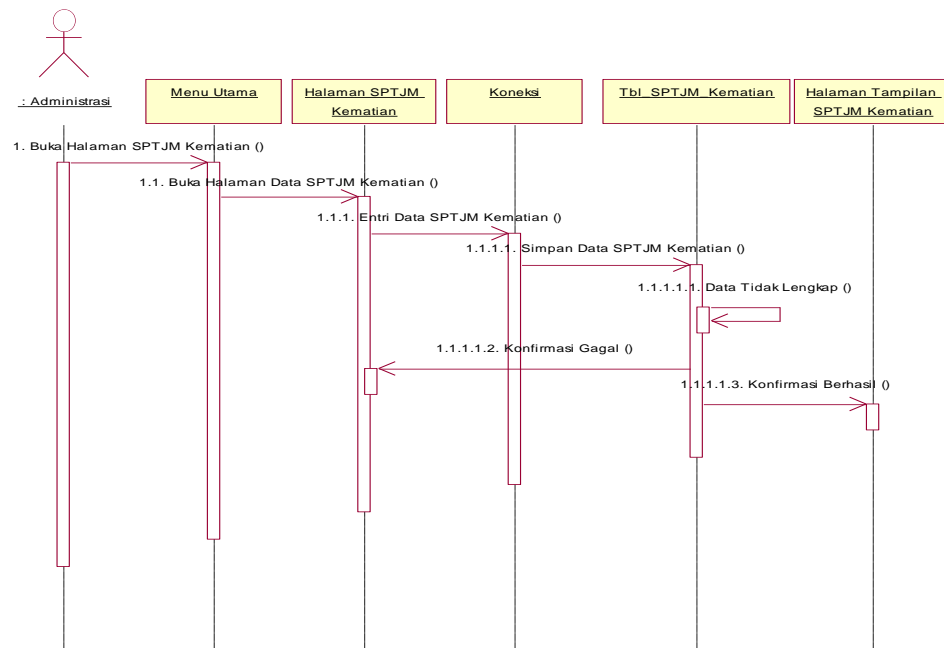 : Administrasi
Menu Utama
Halaman SPTJM
Kematian
Koneksi
Tbl_SPTJM_Kematian
Halaman Tampilan
SPTJM Kematian
1. Buka Halaman SPTJM Kematian ()
1.1. Buka Halaman Data SPTJM Kematian ()
1.1.1. Entri Data SPTJM Kematian ()
1.1.1.1. Simpan Data SPTJM Kematian ()
1.1.1.1.1. Data Tidak Lengkap ()
1.1.1.1.2. Konfirmasi Gagal ()
1.1.1.1.3. Konfirmasi Berhasil ()